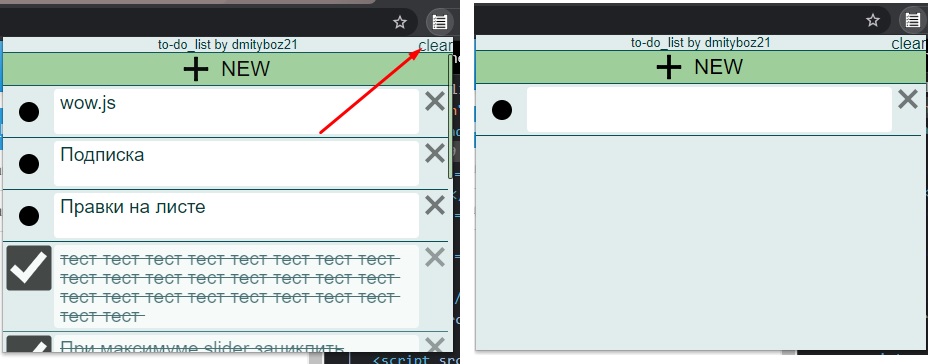 to-do_list by dmityboz21
clear
NEW
wow.js
Подписка
Правки на листе
тест тест тест тест тест тест тест тест
тест тест тест тест тест тест тест тест
тест тест тест тест тест тест тест тест
тест тест
При максимуме slider зациклить
<script src
to-do_list by dmityboz21
clear
NEW